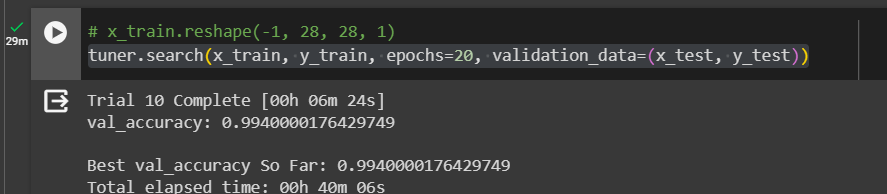 # x_train.reshape(-1, 28, 28, 1)
29m
tuner.search(x_train, y_train, epochs=20, validation_data=(x_test, y_test))
Trial 10 Complete [00h 06m 24s]
val_accuracy: 0.9940000176429749
Best val_accuracy So Far: 0.9940000176429749
Total elapsed time: 00h 40m 06s